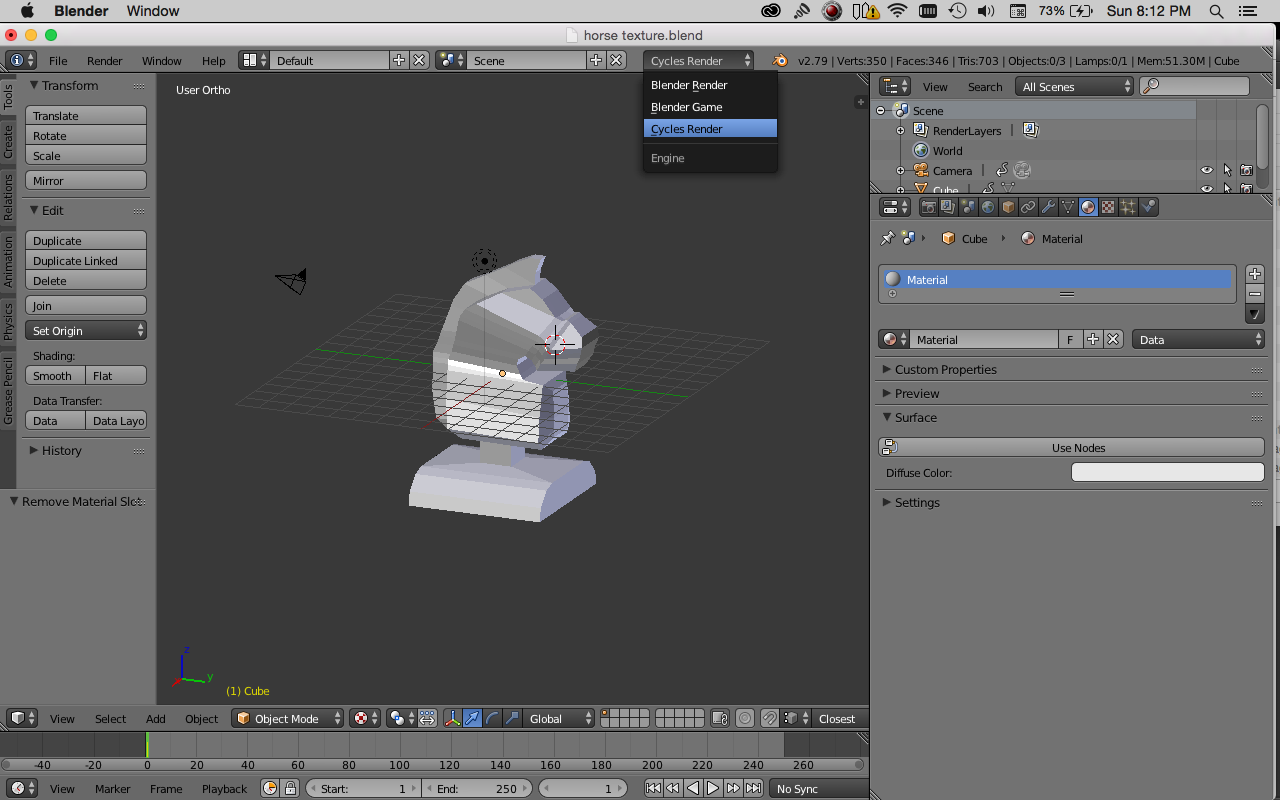 Blender Window 73% Sun 8:12 PM
horse texture.blend
File Render Window Help Default Scene Cycles Render v2.79 | Verts:350 | Faces:346 | Tris:703 | Objects:0/3 | Lamps:0/1 | Mem:51.30M | Cube
Blender Render
Blender Game
Cycles Render
Engine
Tools
Create
Relations
Animation
Physics
Grease Pencil
Transform
Translate
Rotate
Scale
Mirror
Edit
Duplicate
Duplicate Linked
Delete
Join
Set Origin
Shading:
Smooth Flat
Data Transfer:
Data Data Layo
History
Remove Material Slo
User Ortho
z
y
(1) Cube
View Search All Scenes
Scene
RenderLayers |
World
Camera |
Cube |
Cube Material
Material
Material F Data
Custom Properties
Preview
Surface
Use Nodes
Diffuse Color:
Settings
View Select Add Object Object Mode Global Closest
-40 -20 0 20 40 60 80 100 120 140 160 180 200 220 240 260
View Marker Frame Playback Start: 1 End: 250 1 No Sync